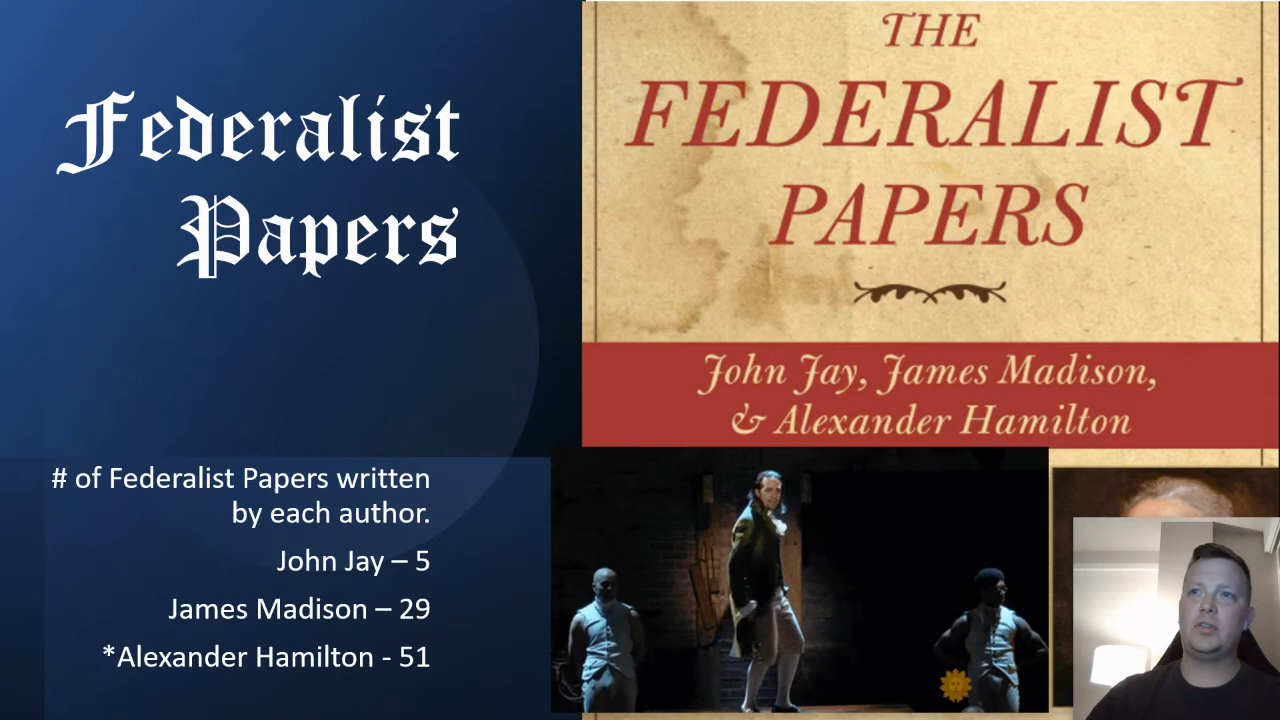 Federalist
Papers
# of Federalist Papers written
by each author.
John Jay – 5
James Madison – 29
*Alexander Hamilton - 51
THE
FEDERALIST
PAPERS
John Jay, James Madison,
& Alexander Hamilton